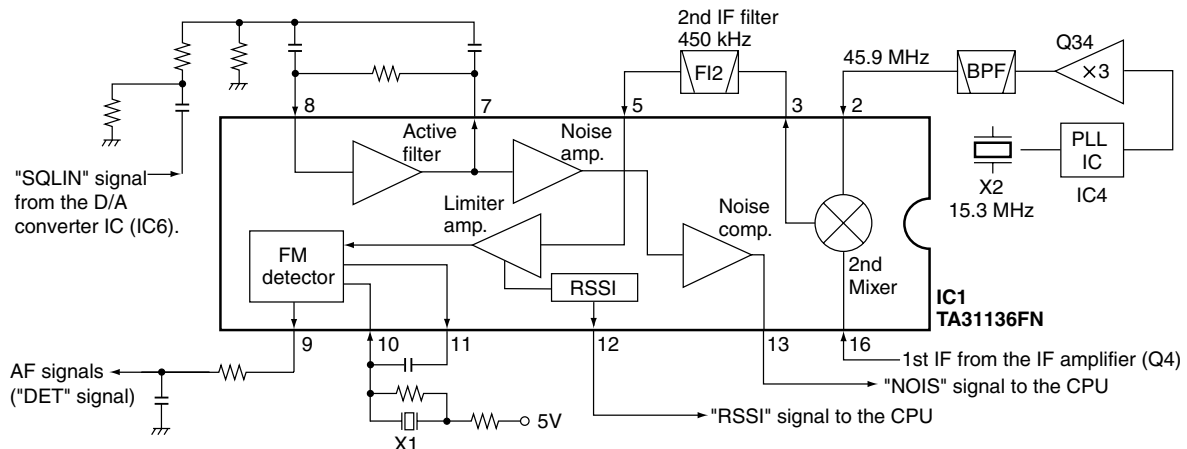 2nd IF filter
450 kHz
Q34
45.9 MHz
FI2
BPF
×3
8
7
5
3
2
Active
filter
Noise
amp.
PLL
IC
X2
IC4
15.3 MHz
"SQLIN" signal
from the D/A
converter IC (IC6).
Limiter
amp.
Noise
comp.
FM
detector
2nd
Mixer
RSSI
IC1
TA31136FN
9
10
11
12
13
16
AF signals
("DET" signal)
1st IF from the IF amplifier (Q4)
"NOIS" signal to the CPU
"RSSI" signal to the CPU
5V
X1